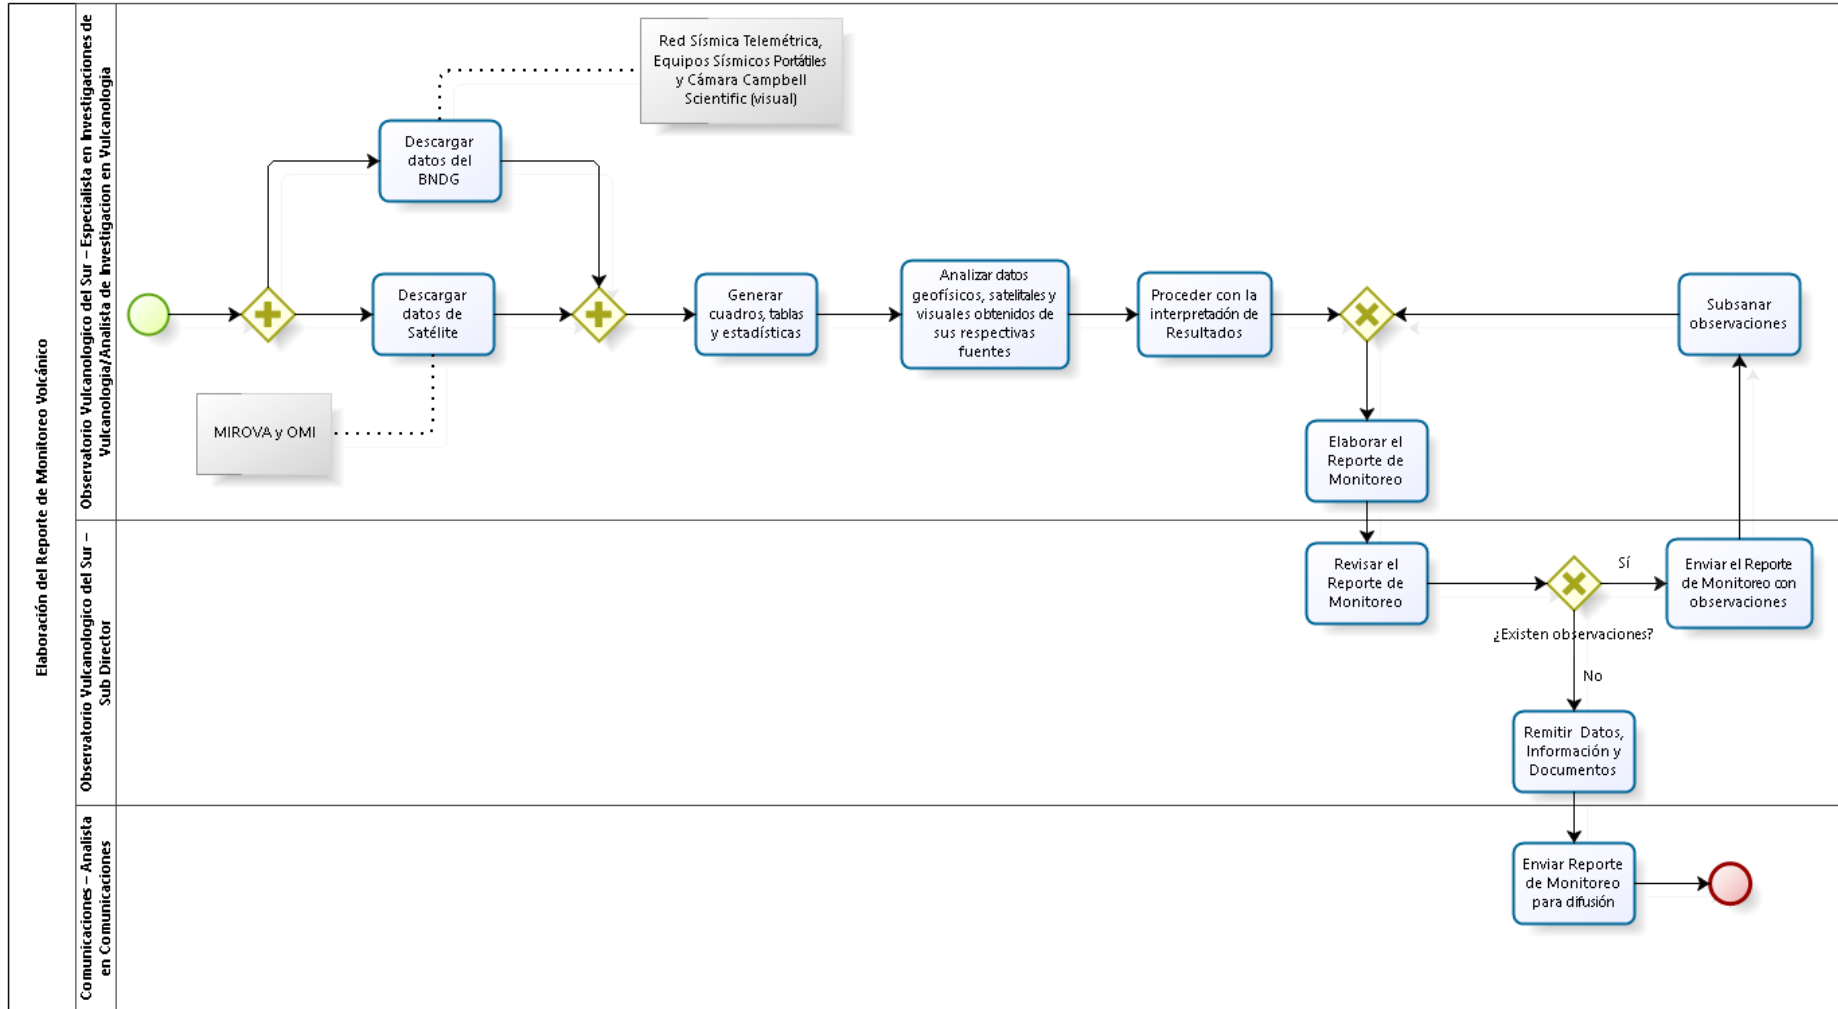 Elaboración del Reporte de Monitoreo Volcánico
Observatorio Vulcanologico del Sur – Especialista en Investigaciones de
Vulcanologia/Analista de Investigacion en Vulcanologia
Red Sísmica Telemétrica,
Equipos Sísmicos Portátiles
y Cámara Campbell
Scientific (visual)
Descargar
datos del
BNDG
Descargar
datos de
Satélite
MIROVA y OMI
Generar
cuadros, tablas
y estadísticas
Analizar datos
geofísicos, satelitales y
visuales obtenidos de
sus respectivas
fuentes
Proceder con la
interpretación de
Resultados
Subsanar
observaciones
Elaborar el
Reporte de
Monitoreo
Observatorio Vulcanologico del Sur –
Sub Director
Revisar el
Reporte de
Monitoreo
¿Existen observaciones?
Sí
Enviar el Reporte
de Monitoreo con
observaciones
No
Remitir Datos,
Información y
Documentos
Comunicaciones – Analista
en Comunicaciones
Enviar Reporte
de Monitoreo
para difusión